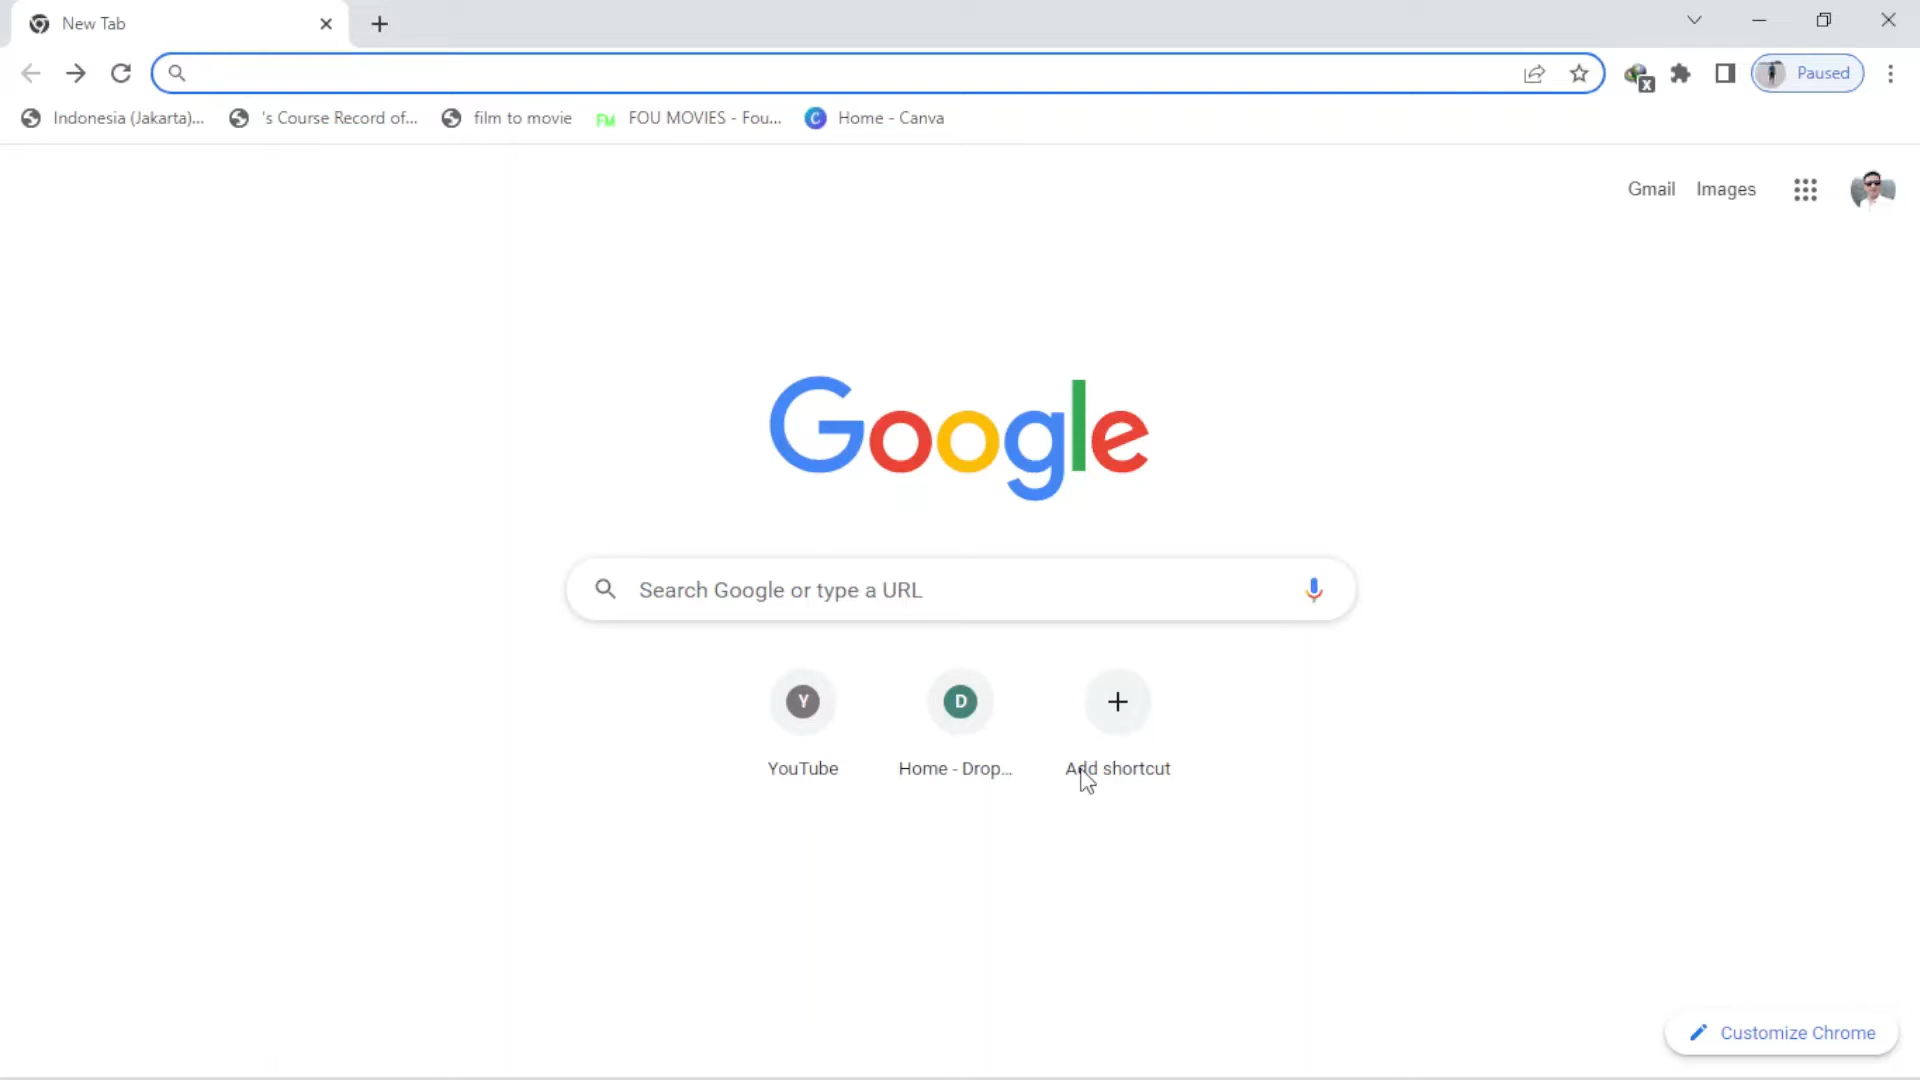 New Tab
Paused
Indonesia (Jakarta)... 's Course Record of... film to movie FM FOU MOVIES - Fou... C Home - Canva
Gmail Images
Google
Search Google or type a URL
Y D
YouTube Home - Drop... Add shortcut
Customize Chrome